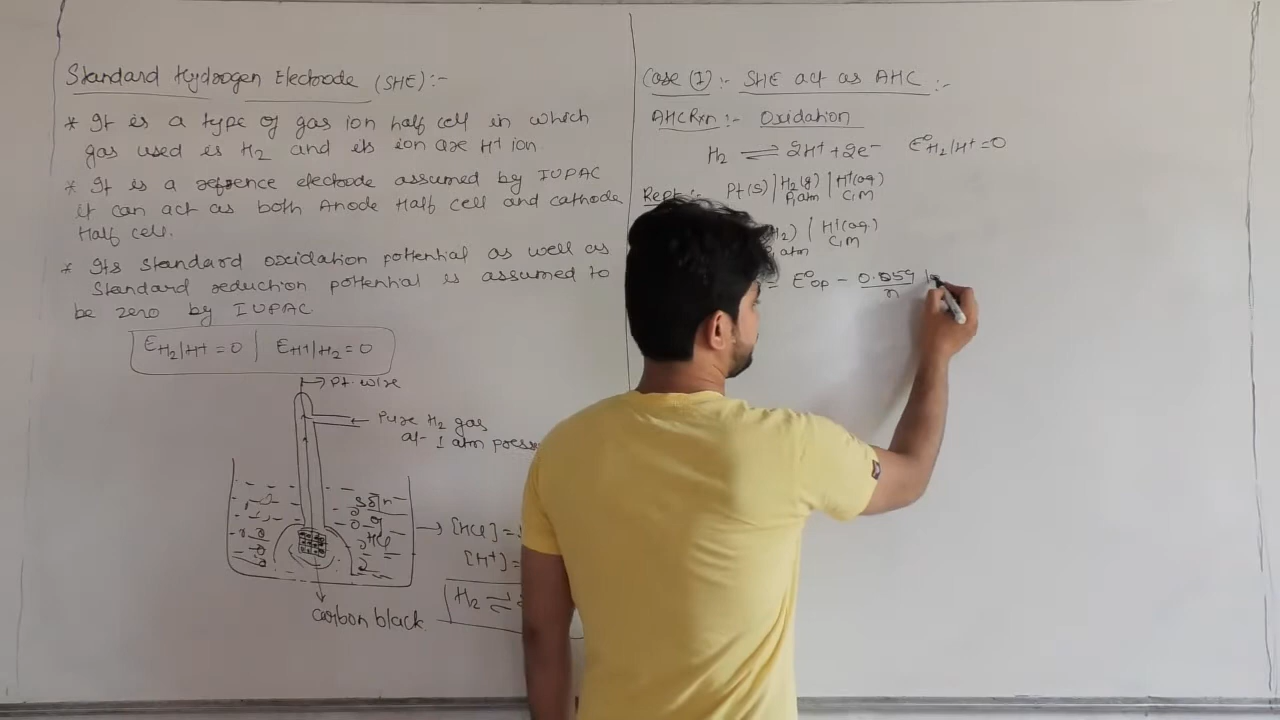 Standard Hydrogen Electrode (SHE) :-
* It is a type of gas ion half cell in which
gas used is H₂ and its ion are H⁺ ion.
* It is a refrence electrode assumed by IUPAC
it can act as both Anode Half cell and cathode
Half cell.
* Its standard oxidation potential as well as
Standard reduction potential is assumed to
be zero by IUPAC
E H₂|H⁺ = 0 | E H⁺|H₂ = 0
→ Pt. wire
← Pure H₂ gas
at 1 atm
→ [HCl] =
[H⁺] =
H₂ ⇌
carbon black
Case (I) :- SHE act as AHC :-
AHC Rxn :- Oxidation
H₂ ⇌ 2H⁺ + 2e⁻ E° H₂|H⁺ = 0
Rept :- Pt(s) | H₂(g) | H⁺(aq)
P₁ atm C₁M
H₂) | H⁺(aq)
atm C₁M
= E°op - 0.059/n